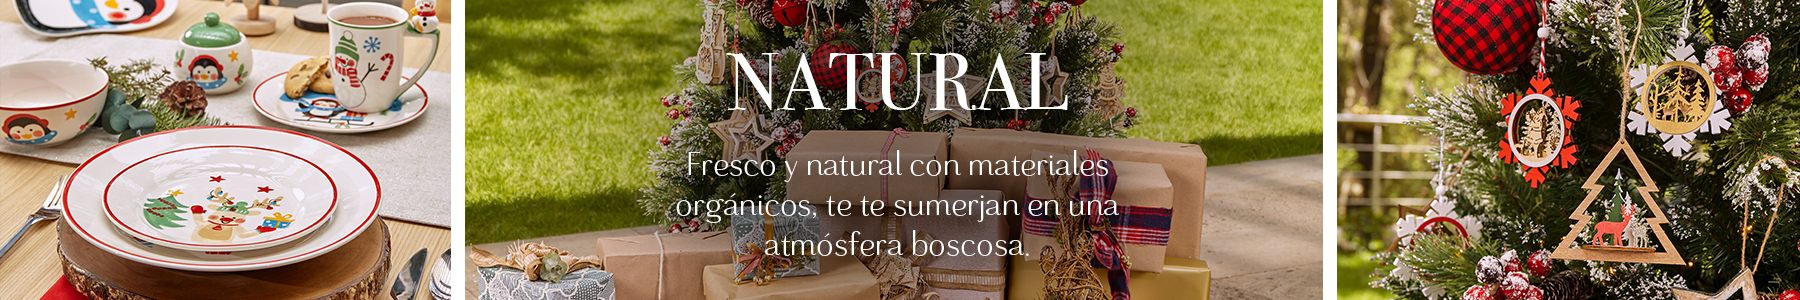 NATURAL
Fresco y natural con materiales
orgánicos, te te sumerjan en una
atmósfera boscosa.